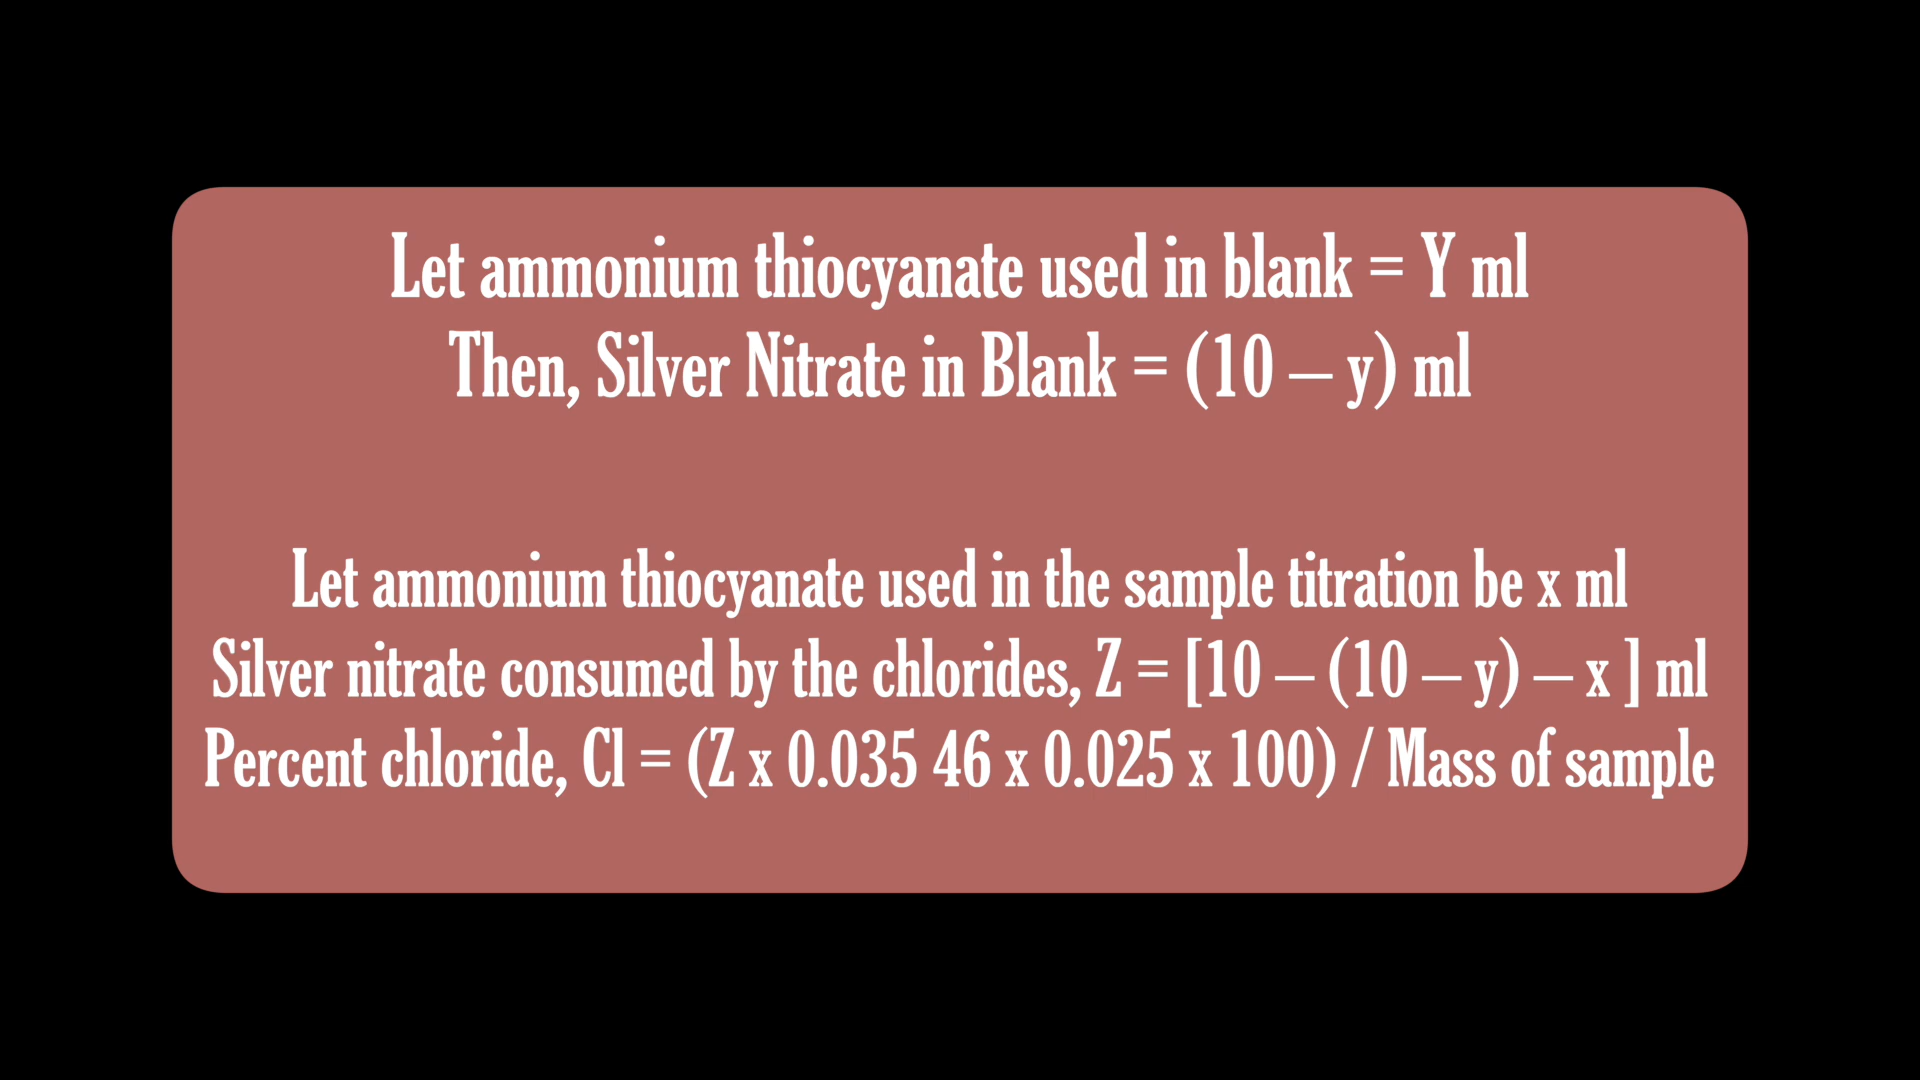 Let ammonium thiocyanate used in blank = Y ml
Then, Silver Nitrate in Blank = (10 – y) ml
Let ammonium thiocyanate used in the sample titration be x ml
Silver nitrate consumed by the chlorides, Z = [10 – (10 – y) – x ] ml
Percent chloride, Cl = (Z x 0.035 46 x 0.025 x 100) / Mass of sample